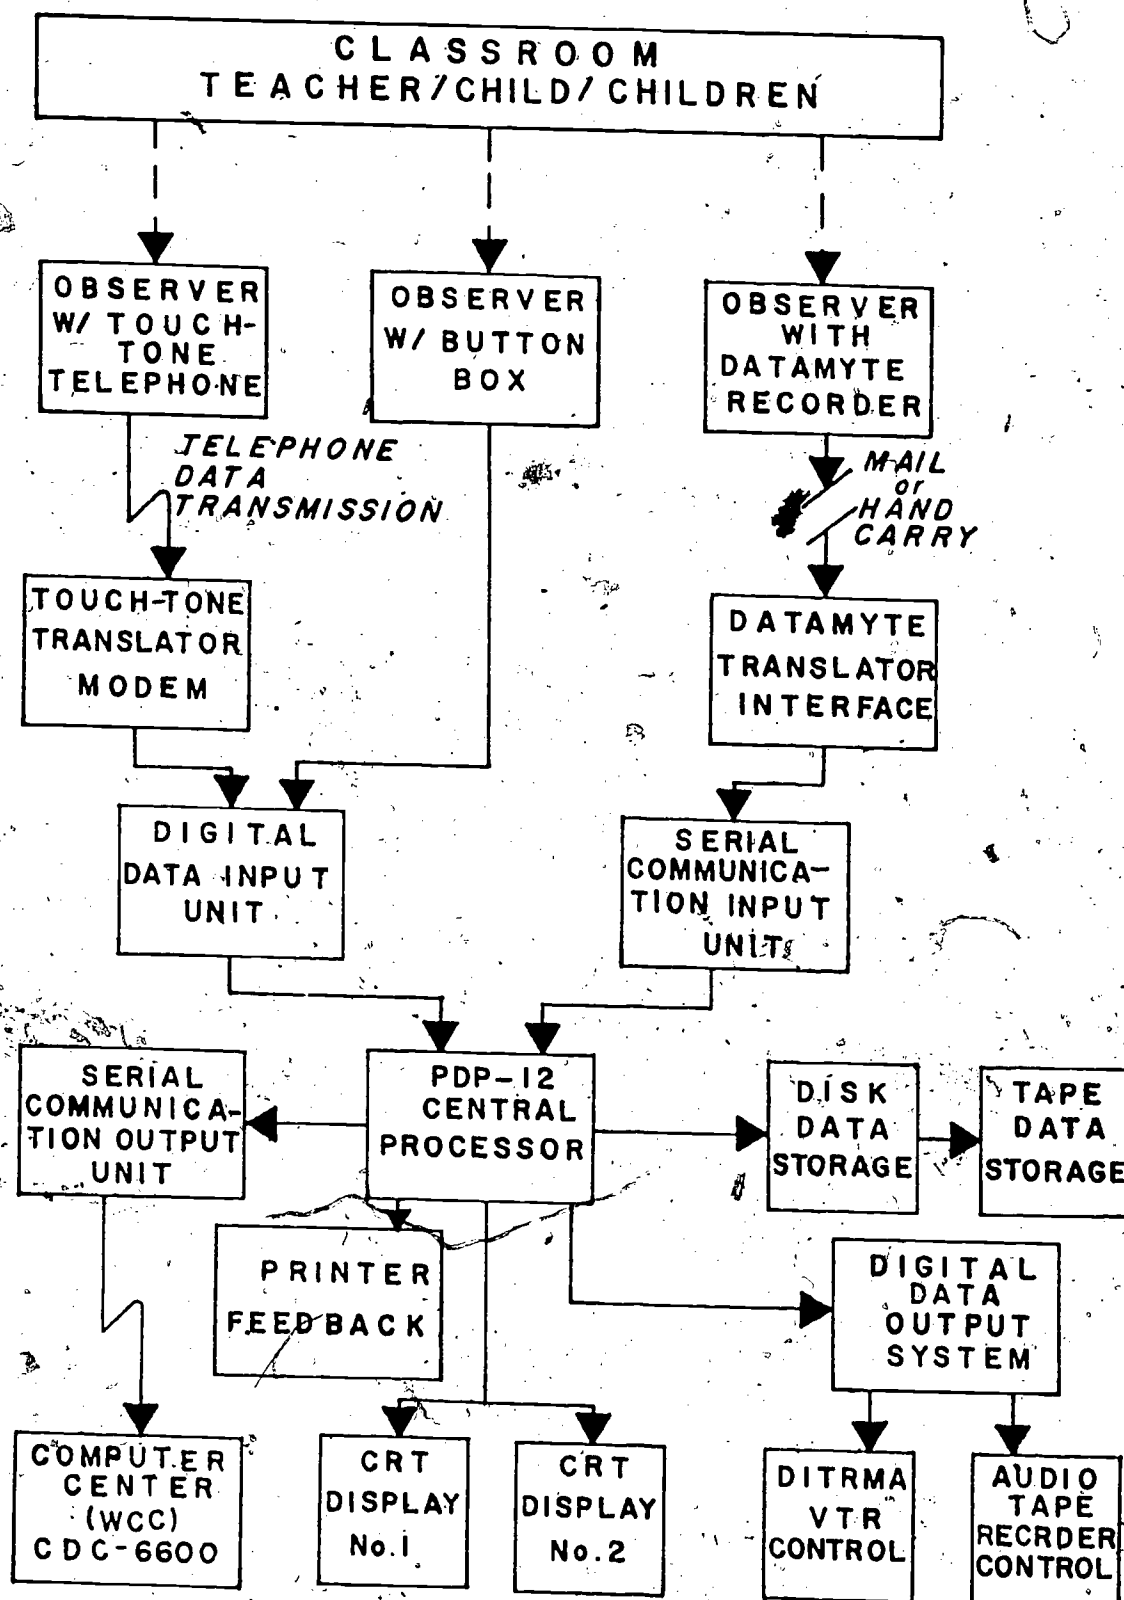 CLASSROOM
TEACHER/CHILD/CHILDREN
OBSERVER
W/ TOUCH-
TONE
TELEPHONE
OBSERVER
W/ BUTTON
BOX
OBSERVER
WITH
DATAMYTE
RECORDER
TELEPHONE
DATA
TRANSMISSION
MAIL
or
HAND
CARRY
TOUCH-TONE
TRANSLATOR
MODEM
DATAMYTE
TRANSLATOR
INTERFACE
DIGITAL
DATA INPUT
UNIT
SERIAL
COMMUNICA-
TION INPUT
UNIT
SERIAL
COMMUNICA-
TION OUTPUT
UNIT
PDP-12
CENTRAL
PROCESSOR
DISK
DATA
STORAGE
TAPE
DATA
STORAGE
PRINTER
FEEDBACK
DIGITAL
DATA
OUTPUT
SYSTEM
COMPUTER
CENTER
(WCC)
CDC-6600
CRT
DISPLAY
No.1
CRT
DISPLAY
No.2
DITRMA
VTR
CONTROL
AUDIO
TAPE
RECRDER
CONTROL